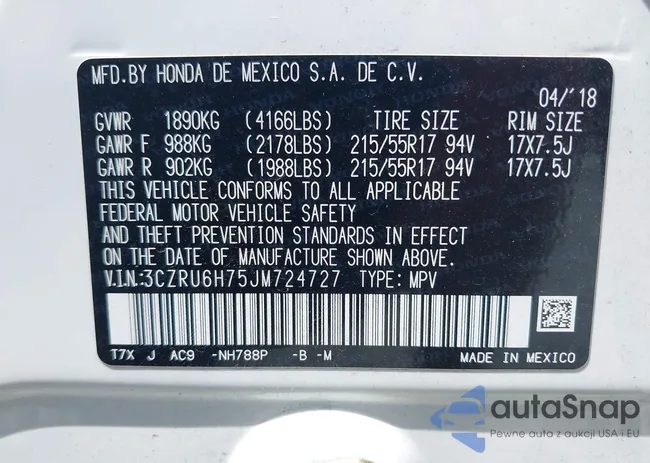 MFD.BY HONDA DE MEXICO S.A. DE C.V.
04/'18
GVWR 1890KG (4166LBS) TIRE SIZE RIM SIZE
GAWR F 988KG (2178LBS) 215/55R17 94V 17X7.5J
GAWR R 902KG (1988LBS) 215/55R17 94V 17X7.5J
THIS VEHICLE CONFORMS TO ALL APPLICABLE
FEDERAL MOTOR VEHICLE SAFETY
AND THEFT PREVENTION STANDARDS IN EFFECT
ON THE DATE OF MANUFACTURE SHOWN ABOVE.
V.I.N.:3CZRU6H75JM724727 TYPE: MPV
T7X J AC9 -NH788P -B -M MADE IN MEXICO
autaSnap
Pewne auta z aukcji USA i EU